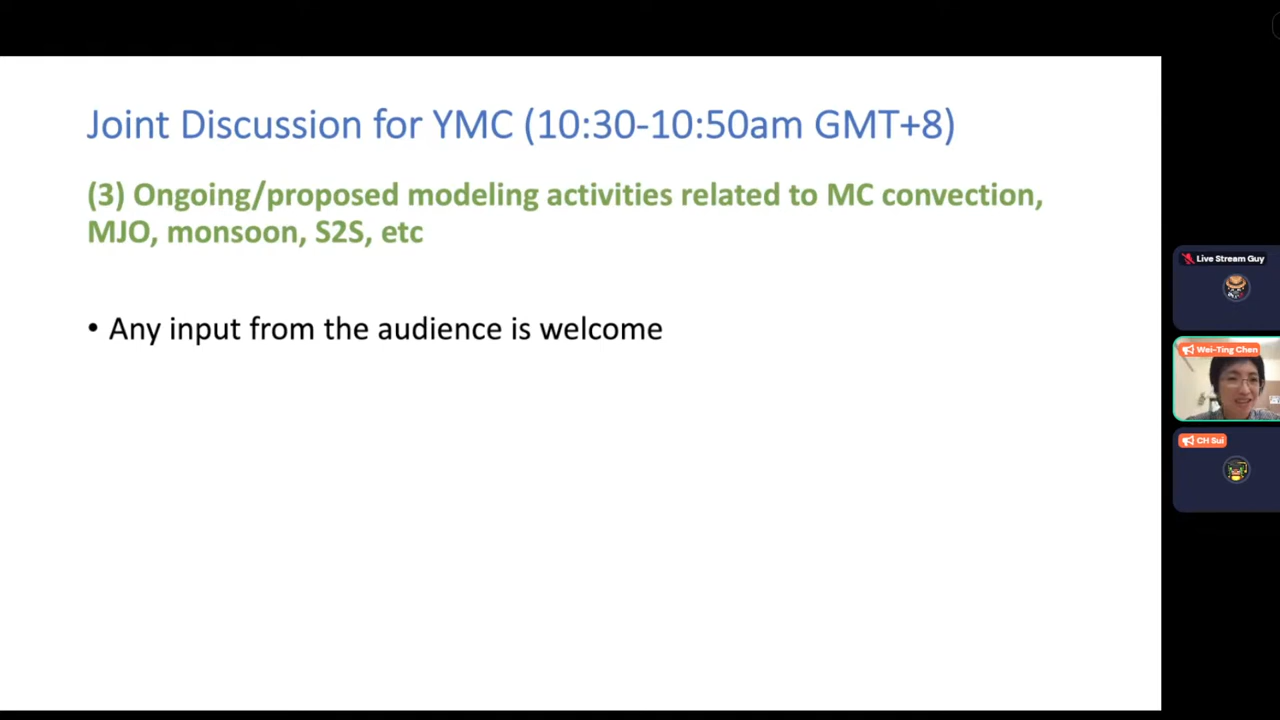 Joint Discussion for YMC (10:30-10:50am GMT+8)
(3) Ongoing/proposed modeling activities related to MC convection,
MJO, monsoon, S2S, etc
• Any input from the audience is welcome
Live Stream Guy
Wei-Ting Chen
CH Sui